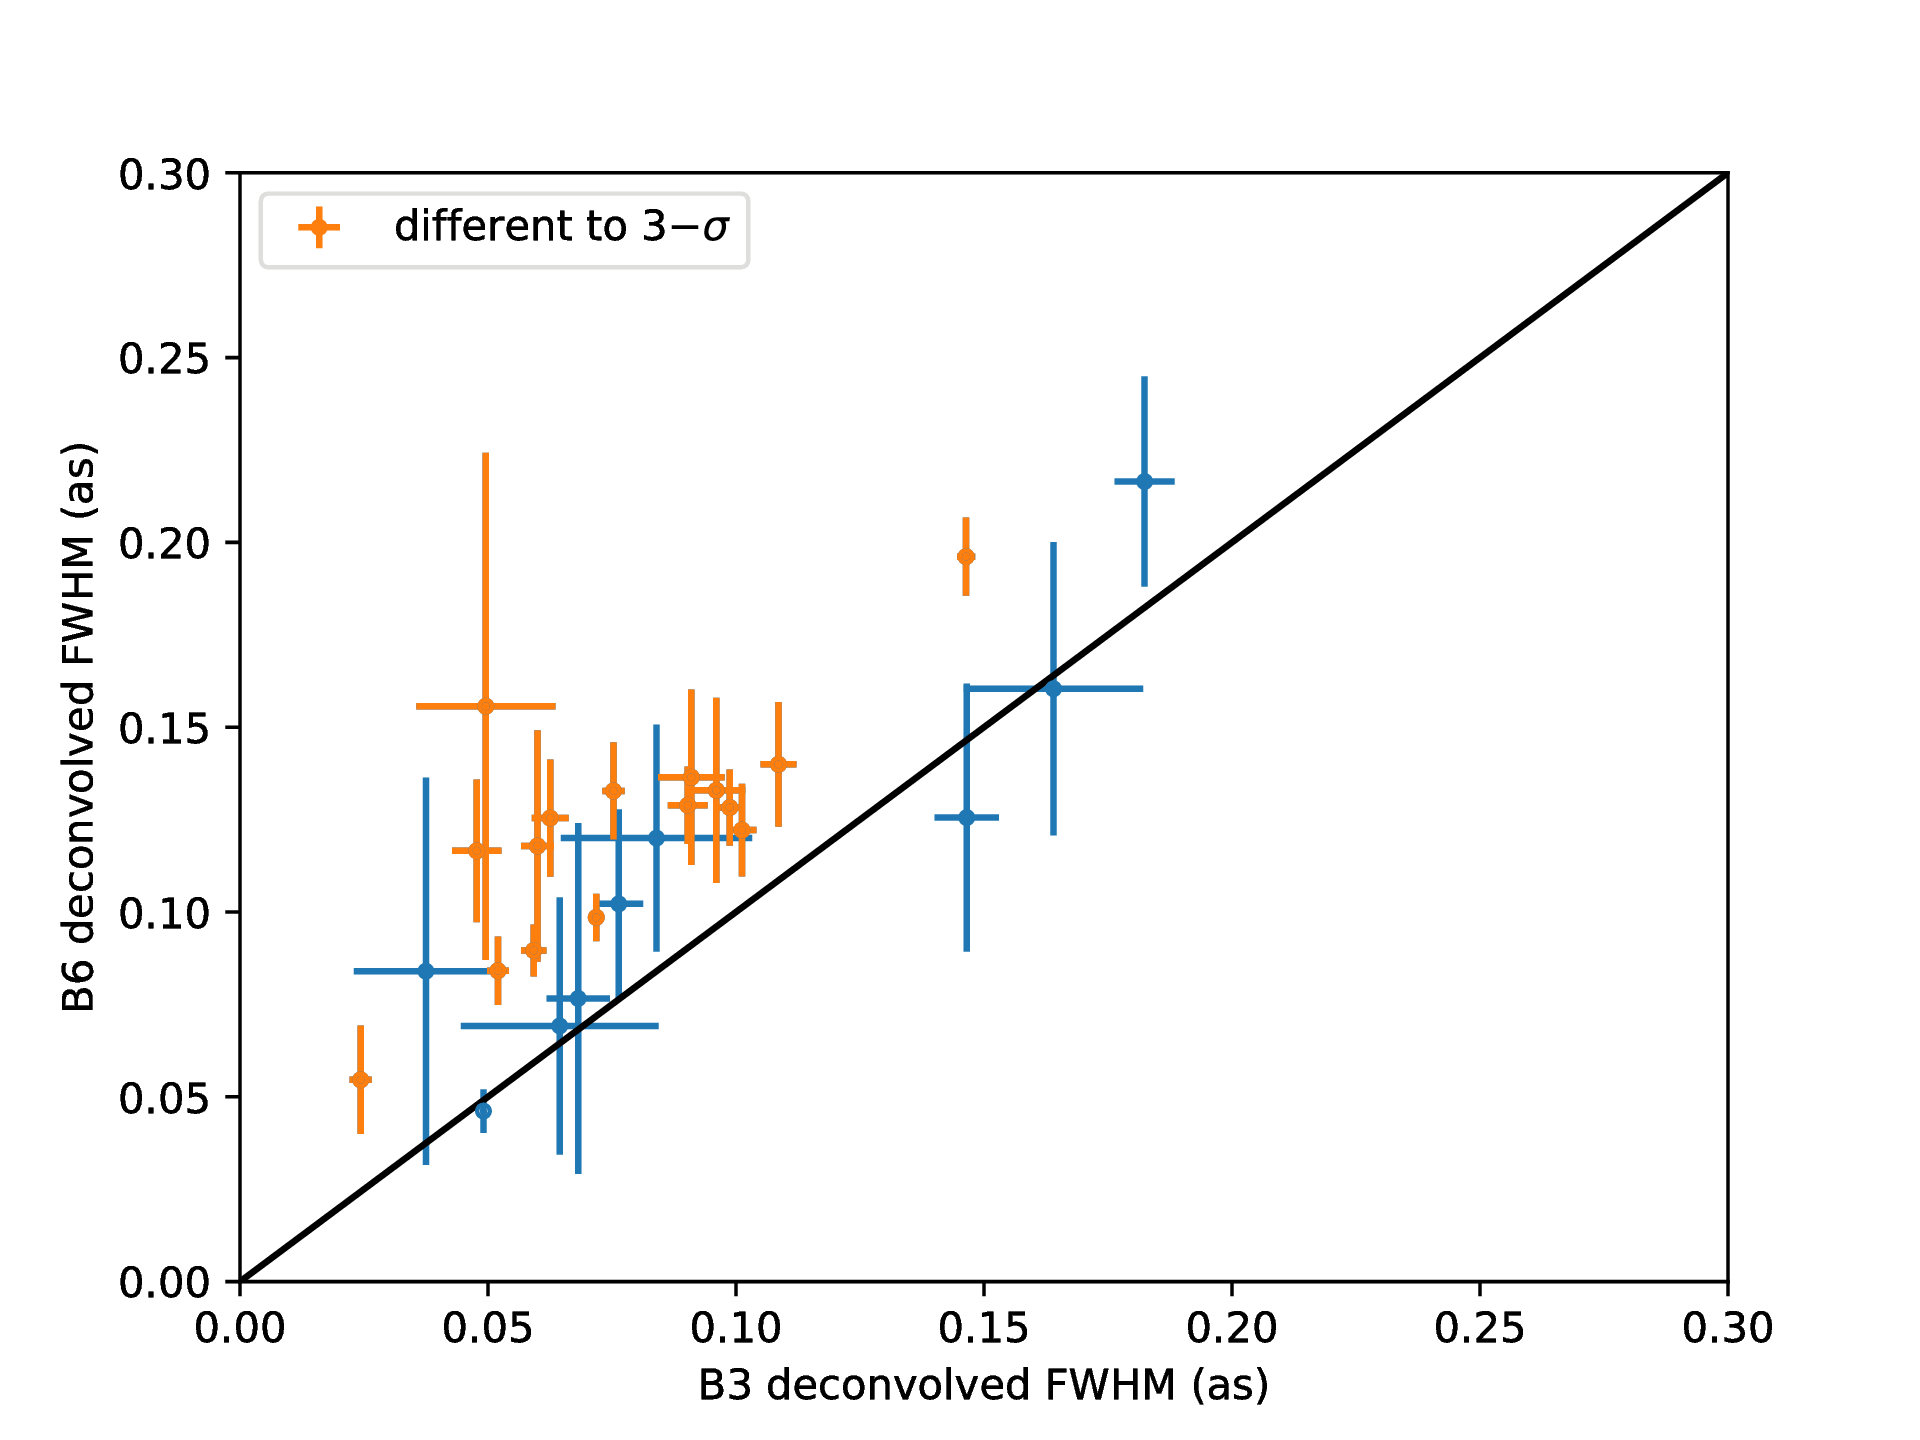 different to 3−σ
0.30
0.25
0.20
0.15
0.10
0.05
0.00
B6 deconvolved FWHM (as)
0.00 0.05 0.10 0.15 0.20 0.25 0.30
B3 deconvolved FWHM (as)